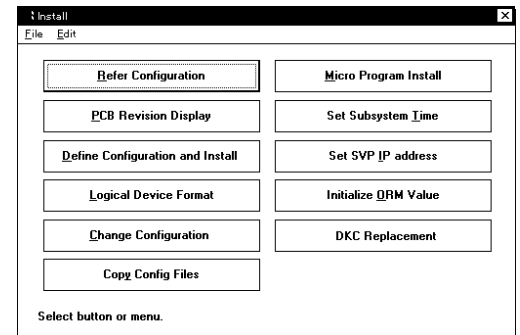 Install
File Edit
Refer Configuration
Micro Program Install
PCB Revision Display
Set Subsystem Time
Define Configuration and Install
Set SVP IP address
Logical Device Format
Initialize ORM Value
Change Configuration
DKC Replacement
Copy Config Files
Select button or menu.